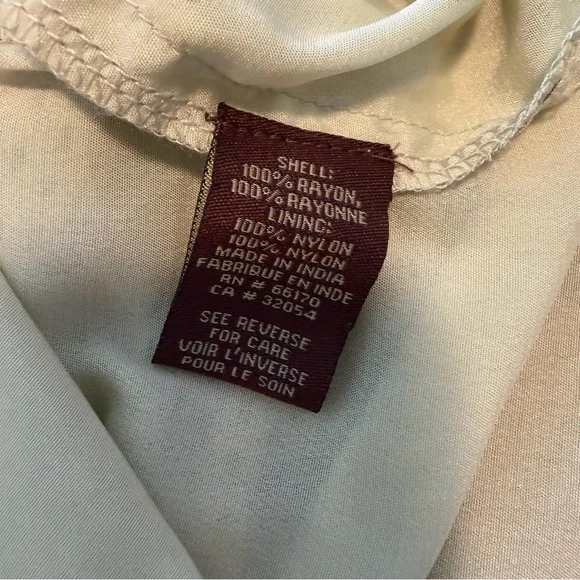 SHELL:
100% RAYON,
100% RAYONNE
LINING:
100% NYLON
100% NYLON
MADE IN INDIA
FABRIQUE EN INDE
RN # 66170
CA # 32054
SEE REVERSE
FOR CARE
VOIR L'INVERSE
POUR LE SOIN